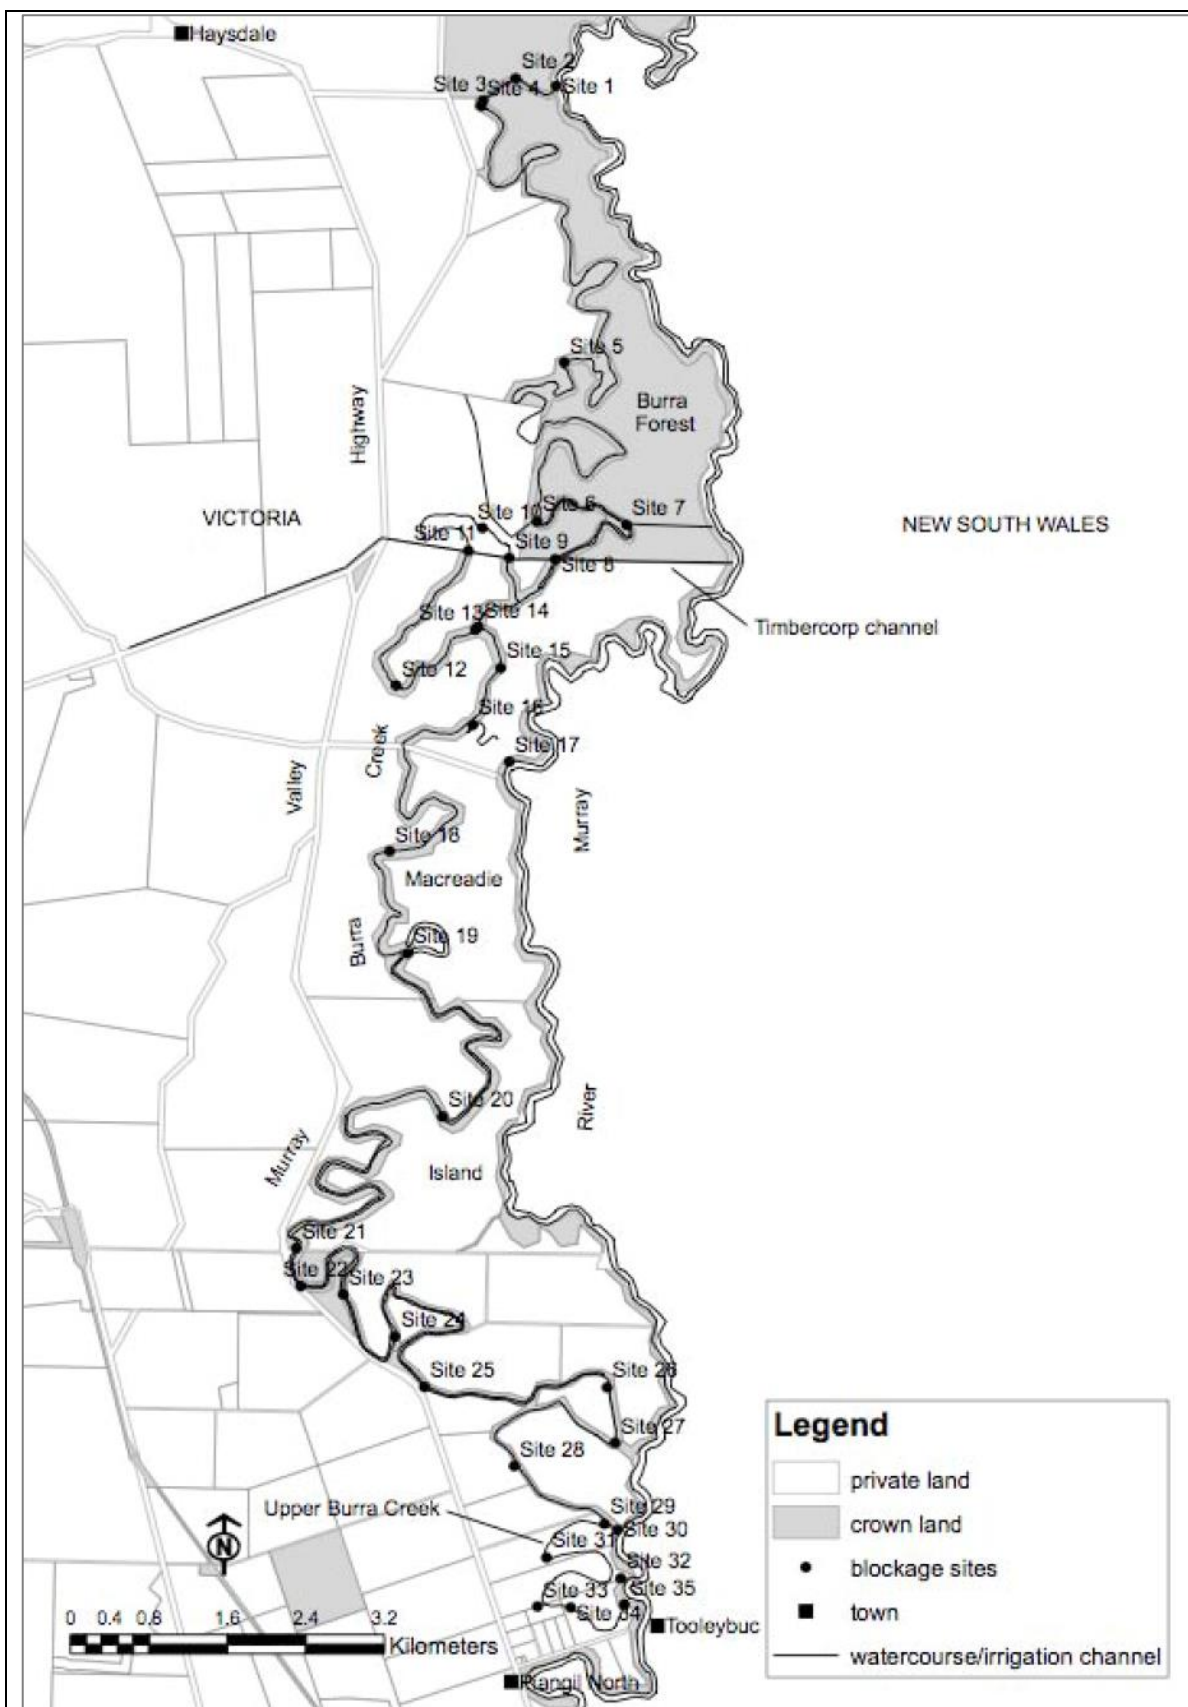 Haysdale
Site 2
Site 3
Site 4
Site 1
Site 5
Burra
Forest
Highway
VICTORIA
NEW SOUTH WALES
Site 6
Site 7
Site 10
Site 11
Site 9
Site 8
Timbercorp channel
Site 13
Site 14
Site 15
Site 12
Site 16
Site 17
Creek
Valley
Murray
Site 18
Macreadie
Burra
Site 19
Site 20
River
Murray
Island
Site 21
Site 22
Site 23
Site 24
Site 25
Site 26
Site 27
Site 28
Upper Burra Creek
Site 29
Site 30
Site 31
Site 32
Site 33
Site 35
Site 34
Tooleybuc
Piangil North
N
0 0.4 0.8 1.6 2.4 3.2
Kilometers
Legend
private land
crown land
blockage sites
town
watercourse/irrigation channel